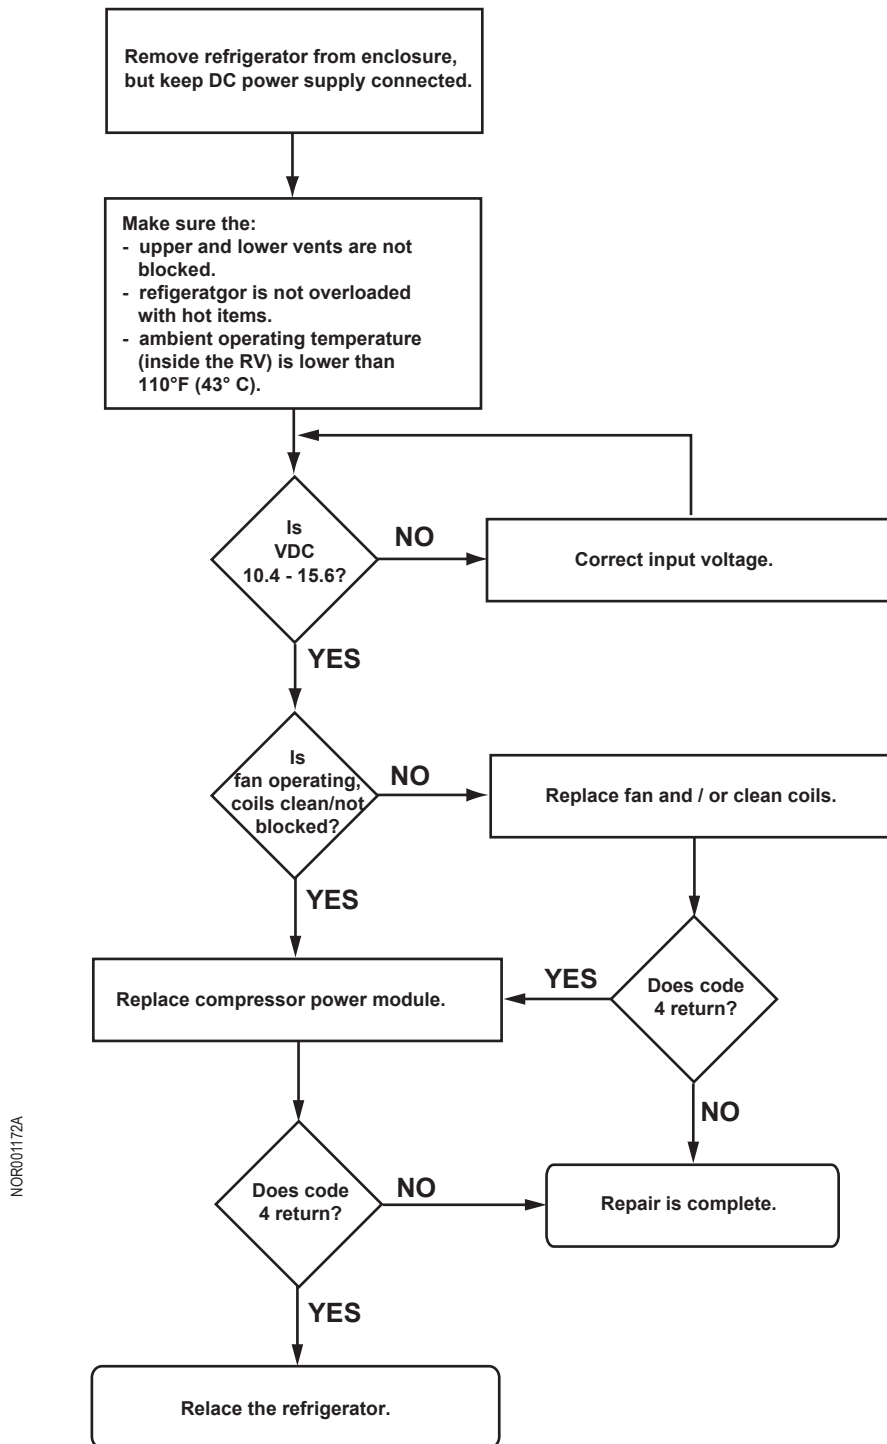 Remove refrigerator from enclosure,
but keep DC power supply connected.
Make sure the:
- upper and lower vents are not
blocked.
- refigeratgor is not overloaded
with hot items.
- ambient operating temperature
(inside the RV) is lower than
110°F (43° C).
Is
VDC
10.4 - 15.6?
NO
Correct input voltage.
YES
Is
fan operating,
coils clean/not
blocked?
NO
Replace fan and / or clean coils.
YES
Does code
4 return?
YES
Replace compressor power module.
NO
Does code
4 return?
NO
Repair is complete.
YES
Relace the refrigerator.
NOR001172A